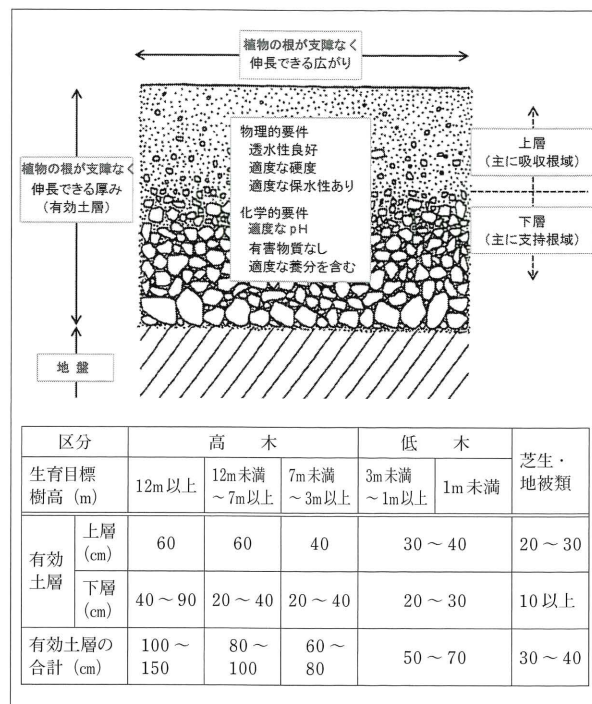 植物の根が支障なく
伸長できる広がり
物理的要件
透水性良好
適度な硬度
適度な保水性あり
化学的要件
適度なpH
有害物質なし
適度な養分を含む
植物の根が支障なく
伸長できる厚み
(有効土層)
上層
(主に吸収根域)
下層
(主に支持根域)
地盤
区分 高木 低木 芝生・地被類
生育目標樹高(m) 12m以上 12m未満~7m以上 7m未満~3m以上 3m未満~1m以上 1m未満
有効土層 上層(cm) 60 60 40 30~40 20~30
下層(cm) 40~90 20~40 20~40 20~30 10以上
有効土層の合計(cm) 100~150 80~100 60~80 50~70 30~40